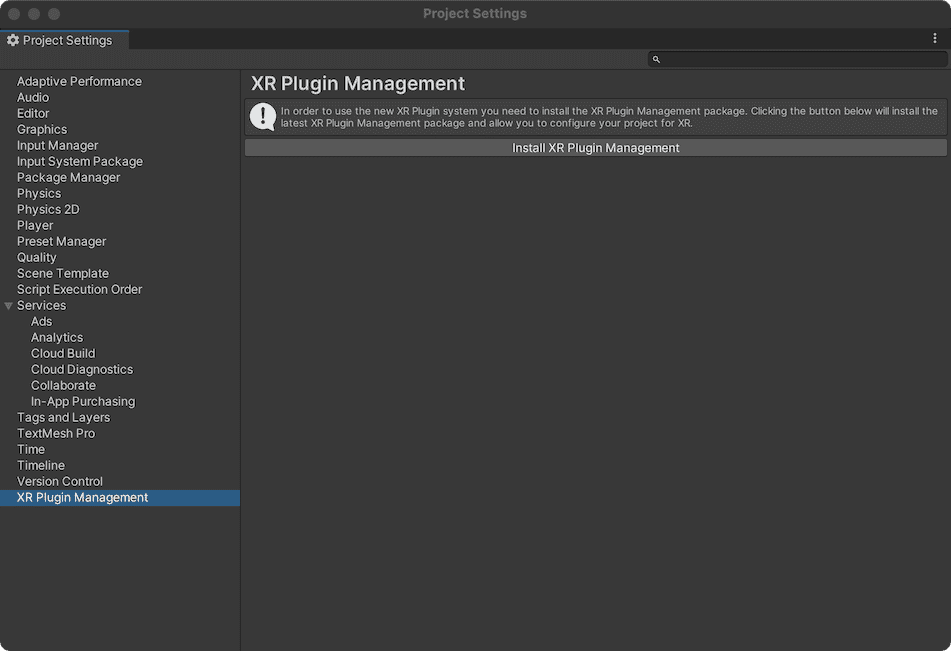 Project Settings
Project Settings
Adaptive Performance
Audio
Editor
Graphics
Input Manager
Input System Package
Package Manager
Physics
Physics 2D
Player
Preset Manager
Quality
Scene Template
Script Execution Order
Services
Ads
Analytics
Cloud Build
Cloud Diagnostics
Collaborate
In-App Purchasing
Tags and Layers
TextMesh Pro
Time
Timeline
Version Control
XR Plugin Management
XR Plugin Management
In order to use the new XR Plugin system you need to install the XR Plugin Management package. Clicking the button below will install the
latest XR Plugin Management package and allow you to configure your project for XR.
Install XR Plugin Management